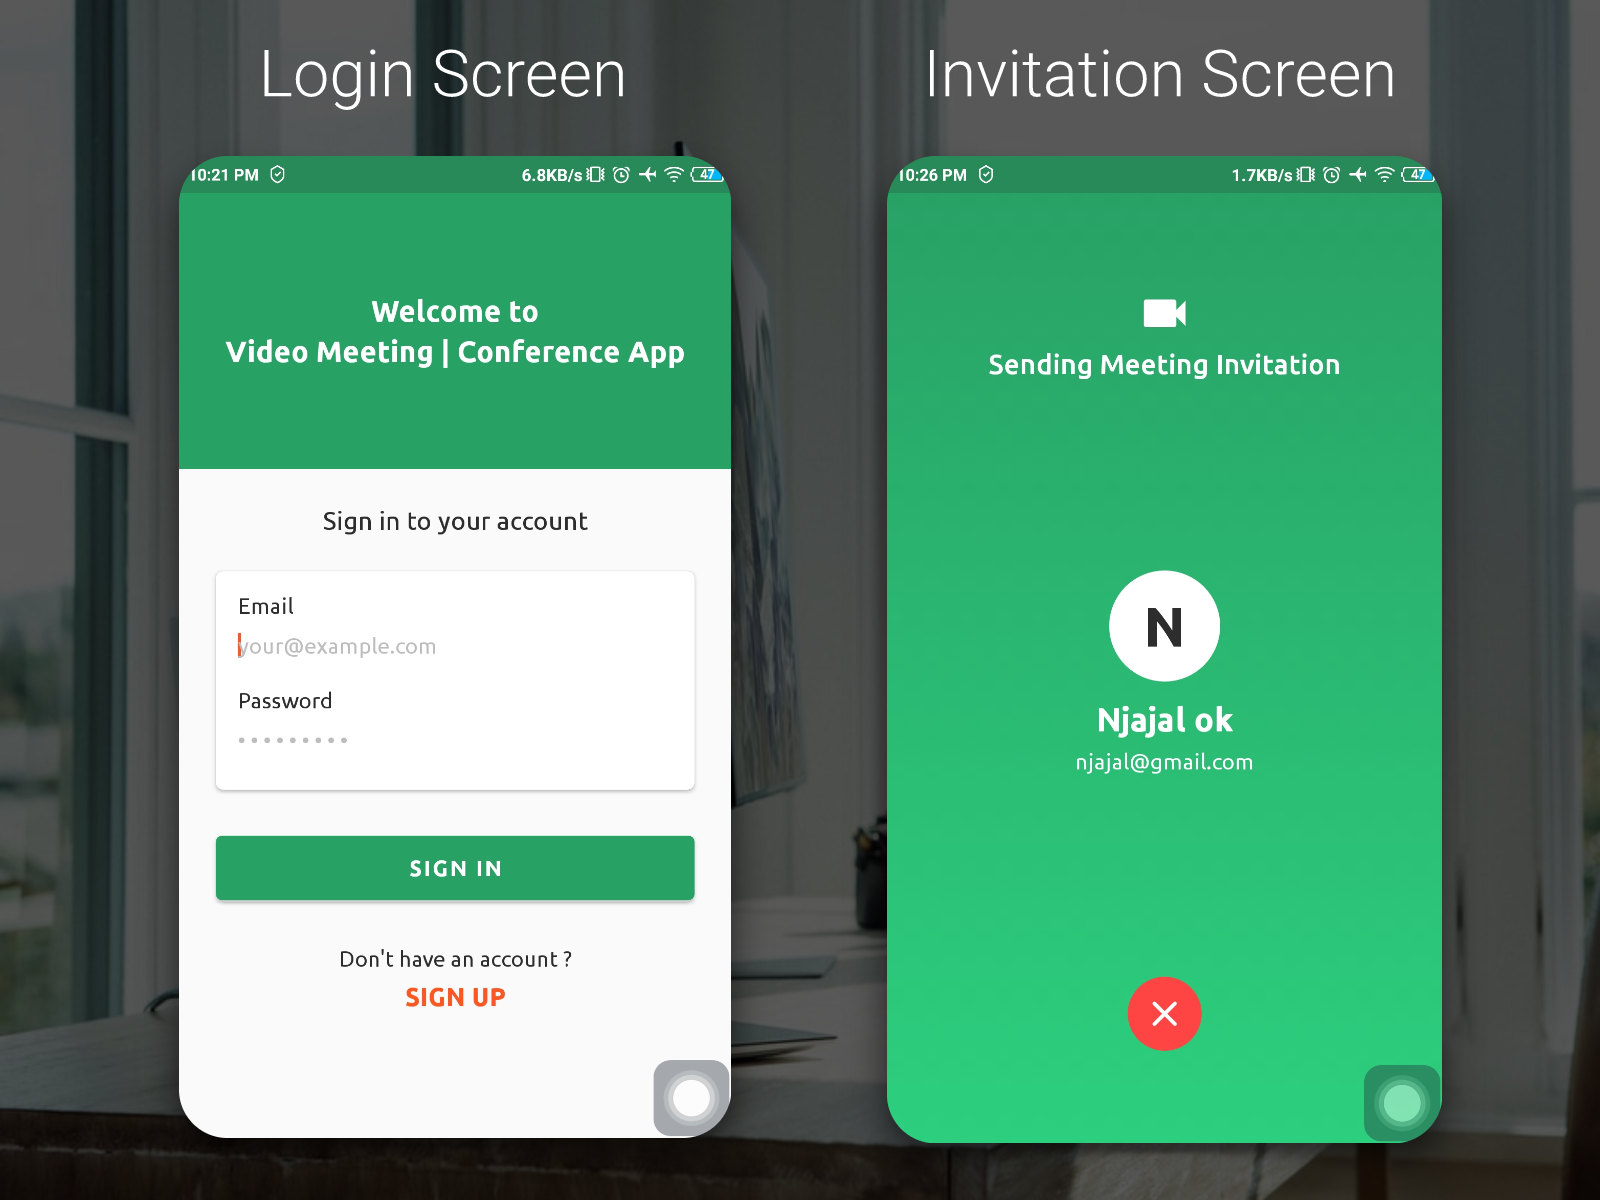 Login Screen
10:21 PM
6.8KB/s
47
Welcome to
Video Meeting | Conference App
Sign in to your account
Email
your@example.com
Password
SIGN IN
Don't have an account ?
SIGN UP
Invitation Screen
10:26 PM
1.7KB/s
47
Sending Meeting Invitation
N
Njajal ok
njajal@gmail.com